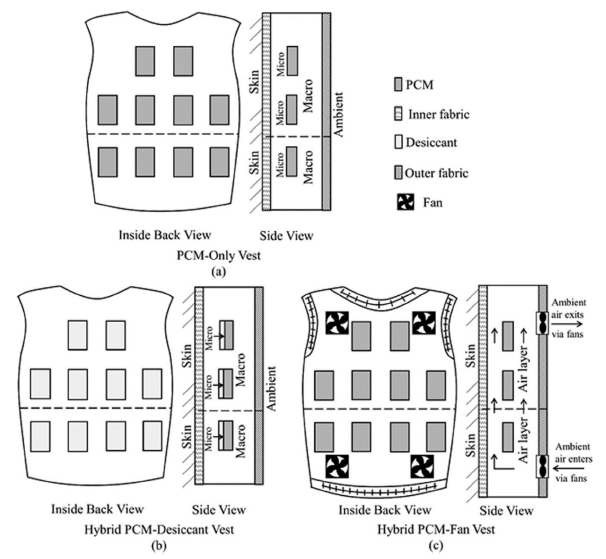 Skin
Skin
Micro
Micro
Micro
Macro
Macro
Ambient
PCM
Inner fabric
Desiccant
Outer fabric
Fan
Inside Back View
Side View
PCM-Only Vest
(a)
Skin
Skin
Micro
Micro
Micro
Macro
Macro
Ambient
Inside Back View
Side View
Hybrid PCM-Desiccant Vest
(b)
Skin
Skin
Air layer
Air layer
Ambient
air exits
via fans
Ambient
air enters
via fans
Inside Back View
Side View
Hybrid PCM-Fan Vest
(c)